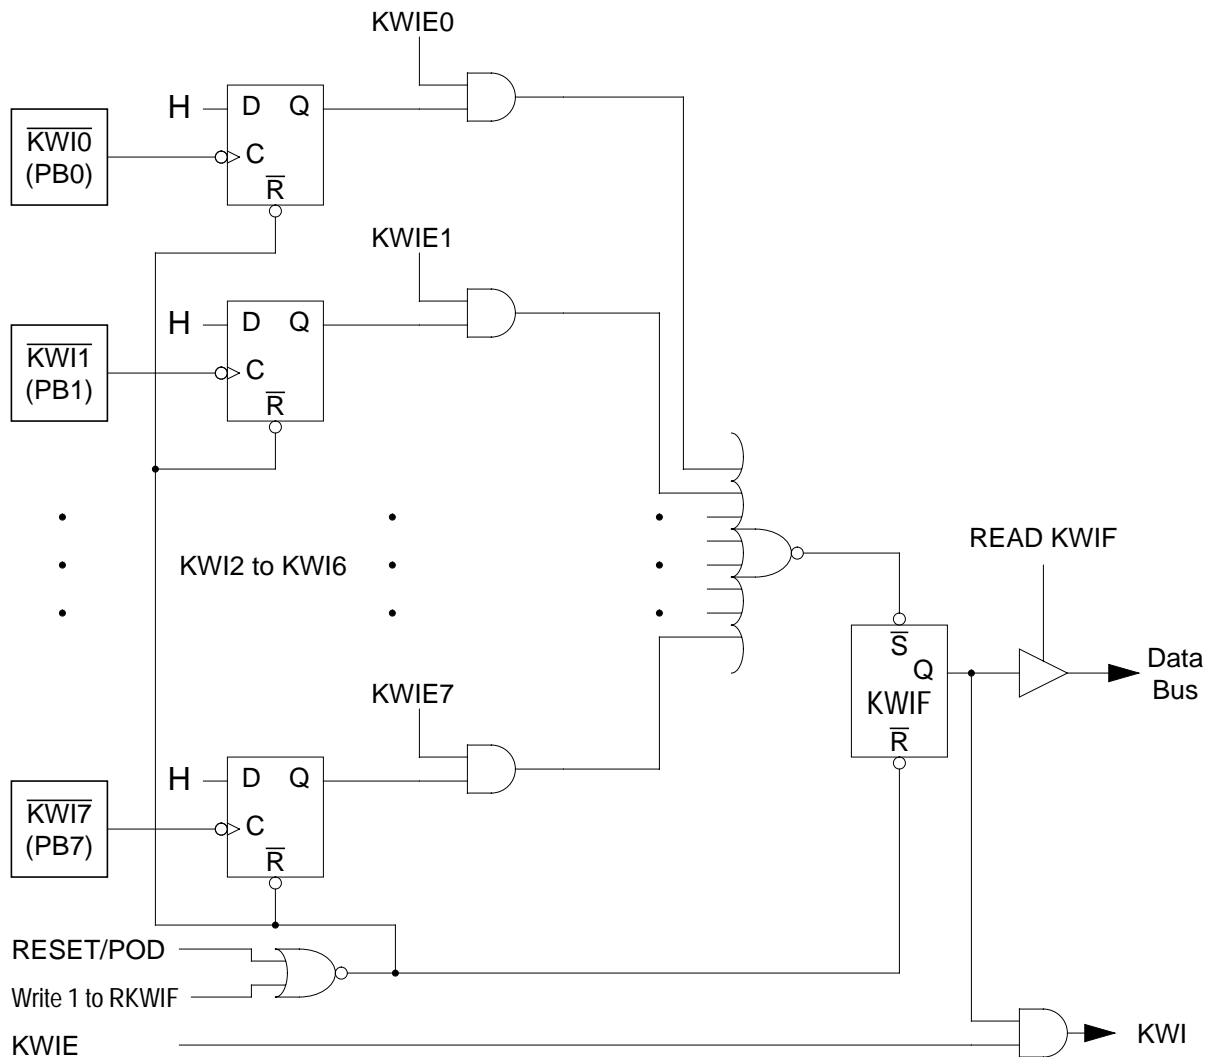 KWIE0
H
D Q
C
R
KWI0
(PB0)
KWIE1
H
D Q
C
R
KWI1
(PB1)
KWI2 to KWI6
READ KWIF
S
Q
KWIF
R
Data
Bus
KWIE7
H
D Q
C
R
KWI7
(PB7)
RESET/POD
Write 1 to RKWIF
KWIE
KWI